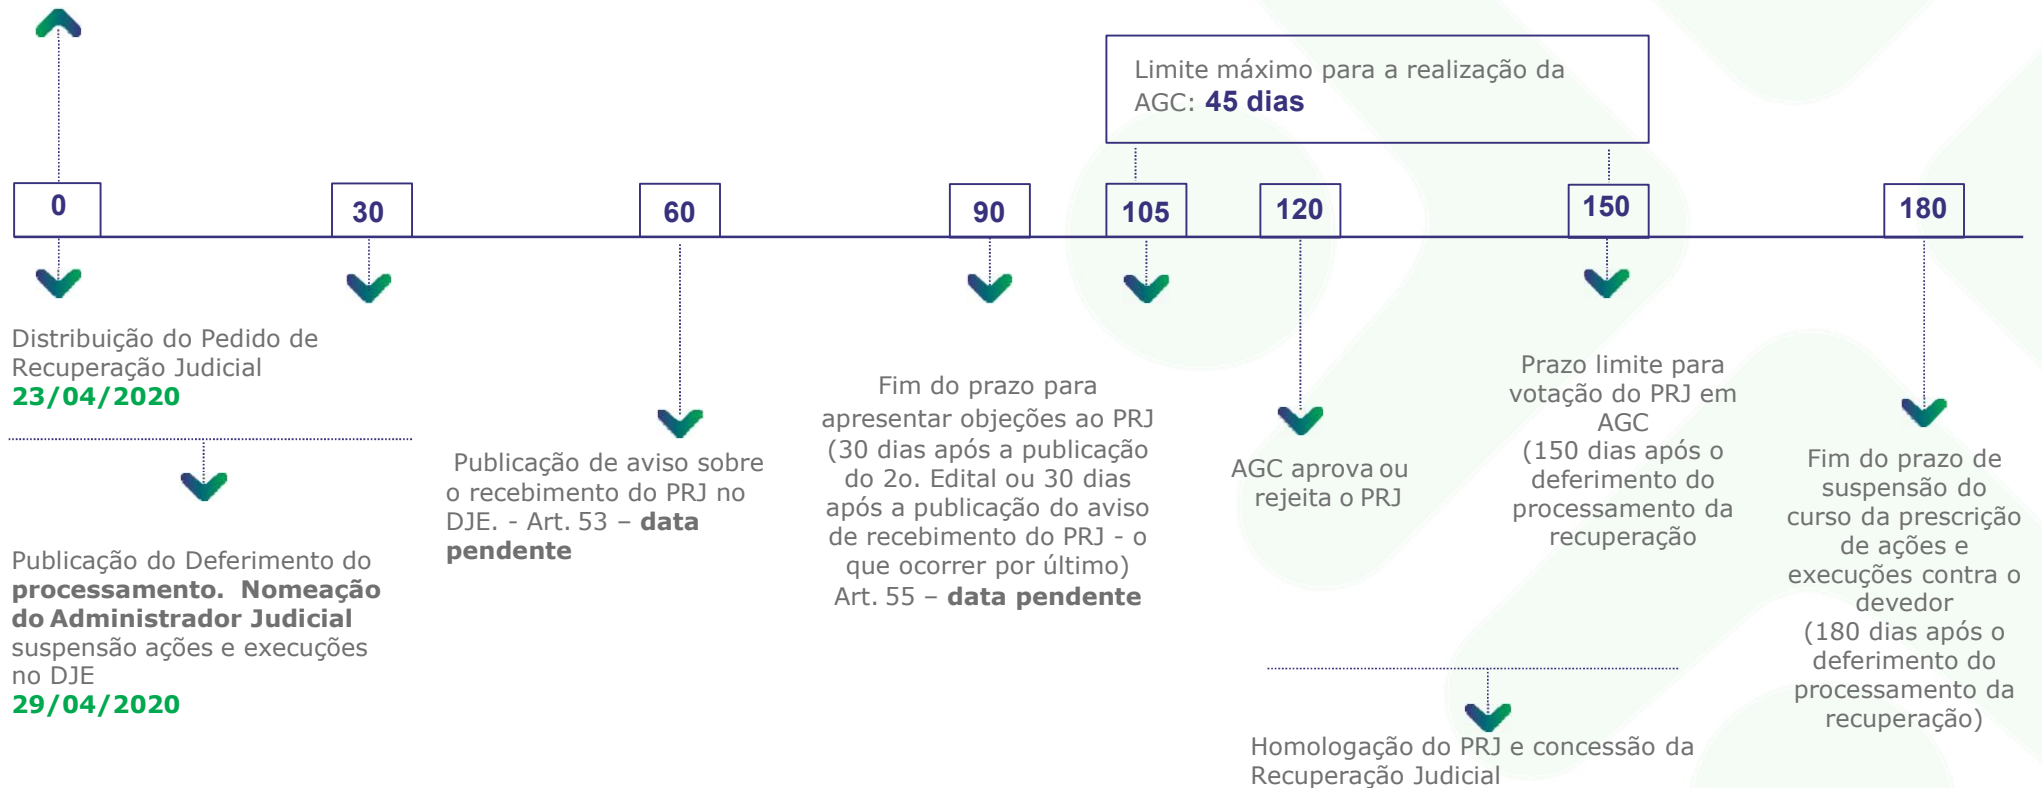 Limite máximo para a realização da
AGC: 45 dias
0
30
60
90
105
120
150
180
Distribuição do Pedido de
Recuperação Judicial
23/04/2020
Publicação do Deferimento do
processamento. Nomeação
do Administrador Judicial
suspensão ações e execuções
no DJE
29/04/2020
Publicação de aviso sobre
o recebimento do PRJ no
DJE. - Art. 53 – data
pendente
Fim do prazo para
apresentar objeções ao PRJ
(30 dias após a publicação
do 2o. Edital ou 30 dias
após a publicação do aviso
de recebimento do PRJ - o
que ocorrer por último)
Art. 55 – data pendente
AGC aprova ou
rejeita o PRJ
Prazo limite para
votação do PRJ em
AGC
(150 dias após o
deferimento do
processamento da
recuperação
Fim do prazo de
suspensão do
curso da prescrição
de ações e
execuções contra o
devedor
(180 dias após o
deferimento do
processamento da
recuperação)
Homologação do PRJ e concessão da
Recuperação Judicial